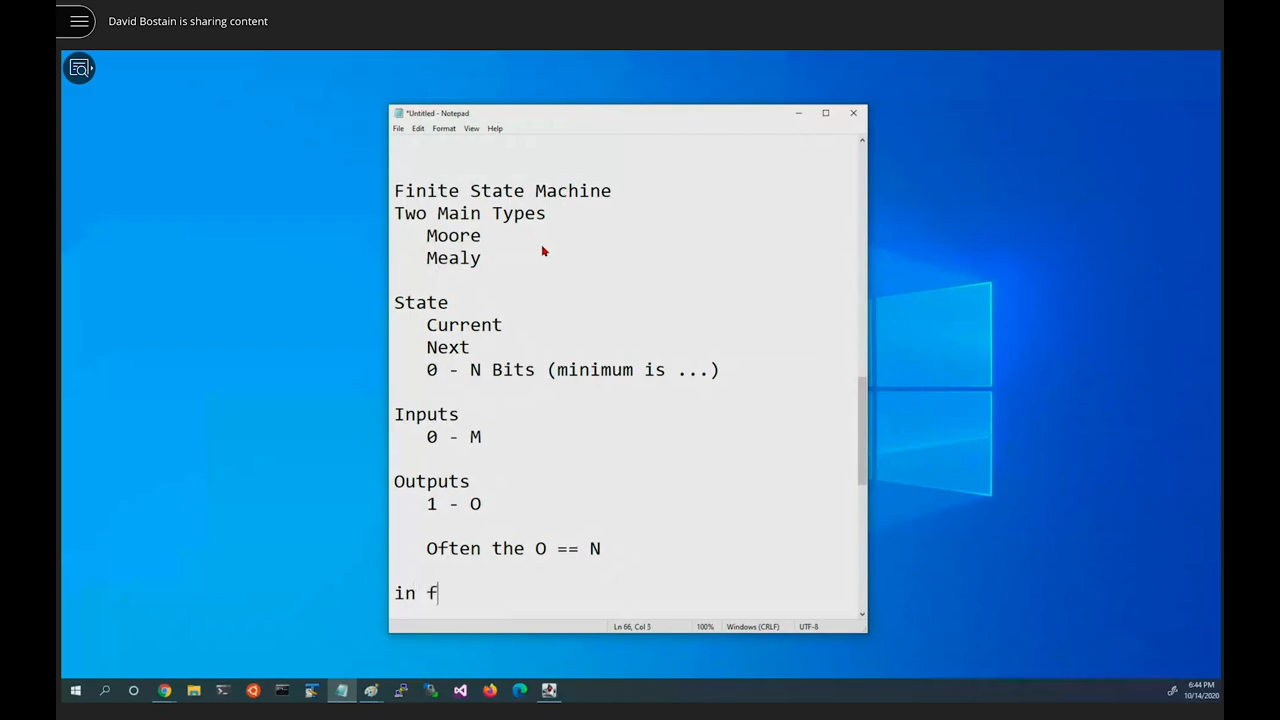 David Bostain is sharing content
*Untitled - Notepad
File Edit Format View Help
Finite State Machine
Two Main Types
Moore
Mealy
State
Current
Next
0 - N Bits (minimum is ...)
Inputs
0 - M
Outputs
1 - O
Often the O == N
in f
Ln 66, Col 5 100% Windows (CRLF) UTF-8
6:44 PM
10/14/2020